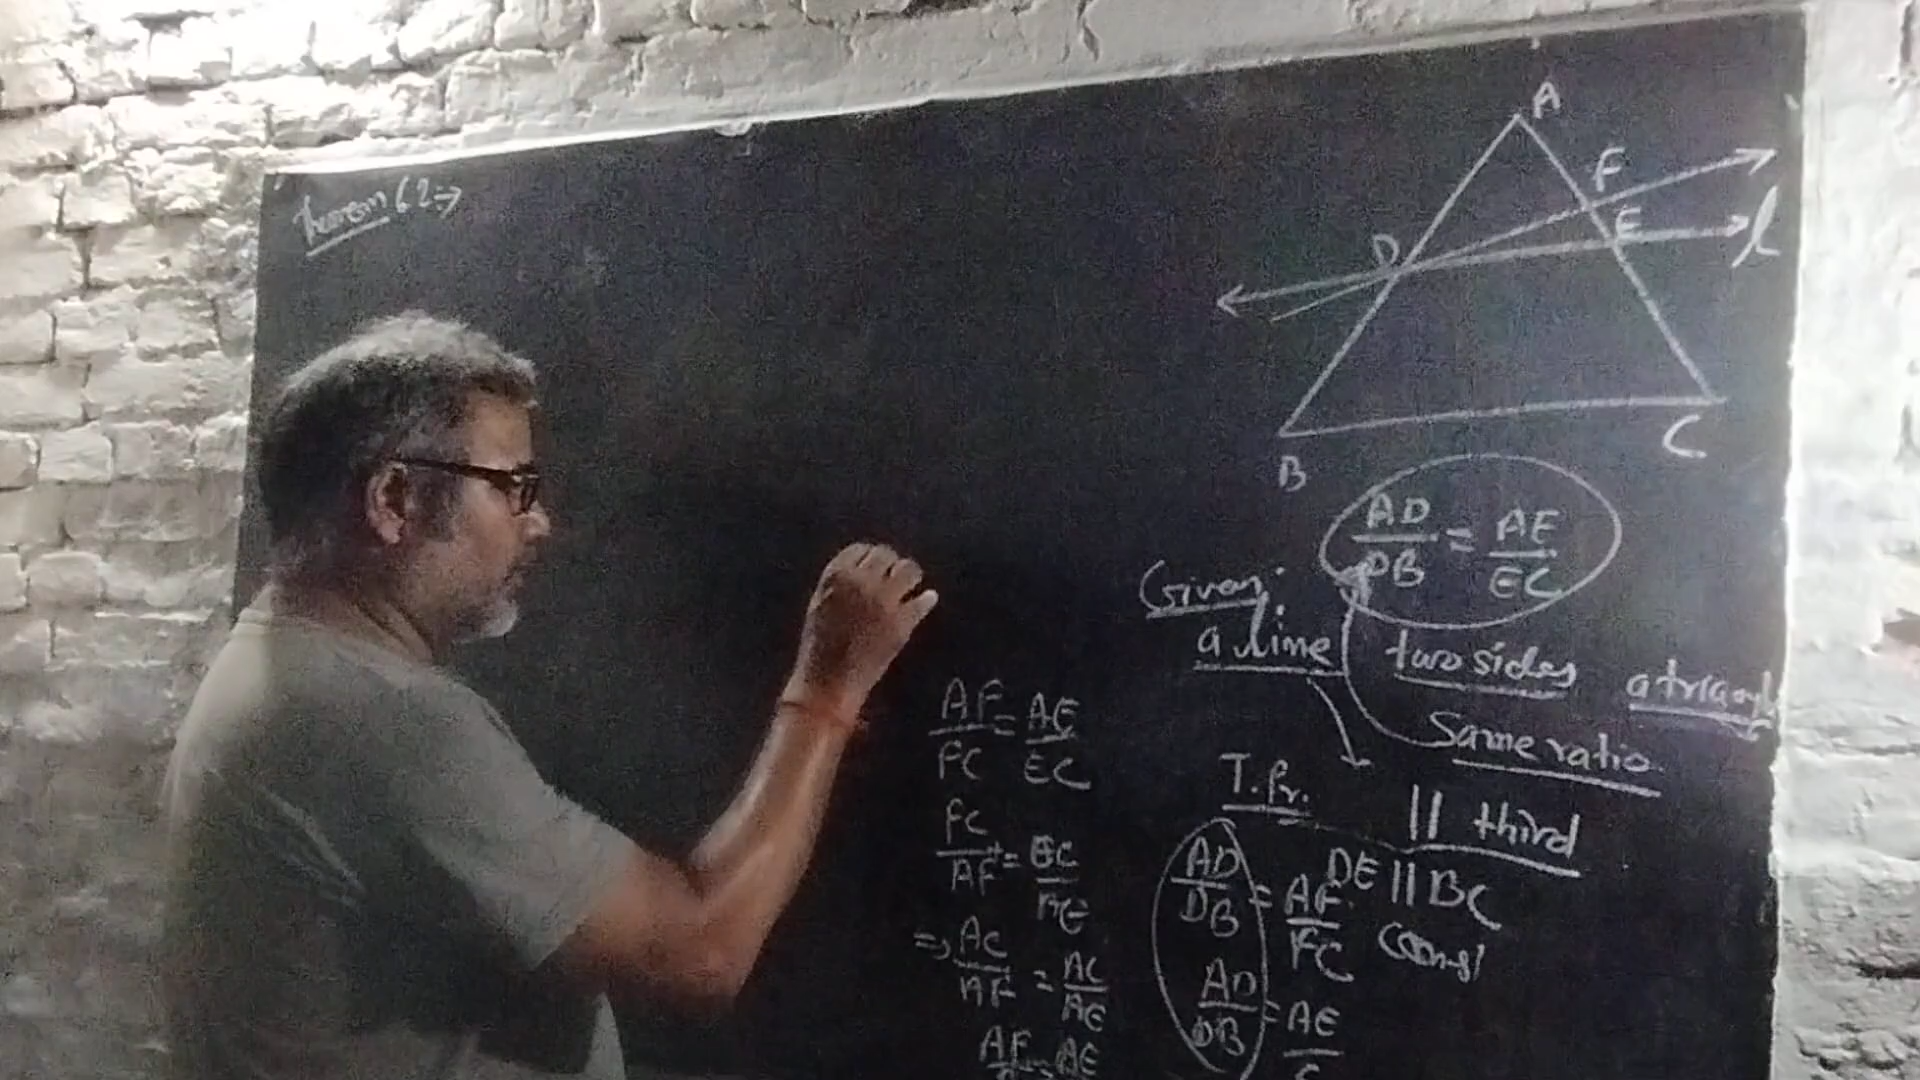 Theorem 6.2:→
A
F
E
l
D
B
C
AD/DB = AE/EC
Given:
a line two sides a triangle
same ratio.
T.Pr. || third
DE || BC
AD/DB = AF/FC const
AD/DB = AE/
AF/FC = AE/EC
FC/AF = EC/AE
⇒ AC/AF = AC/AE
AF = AE